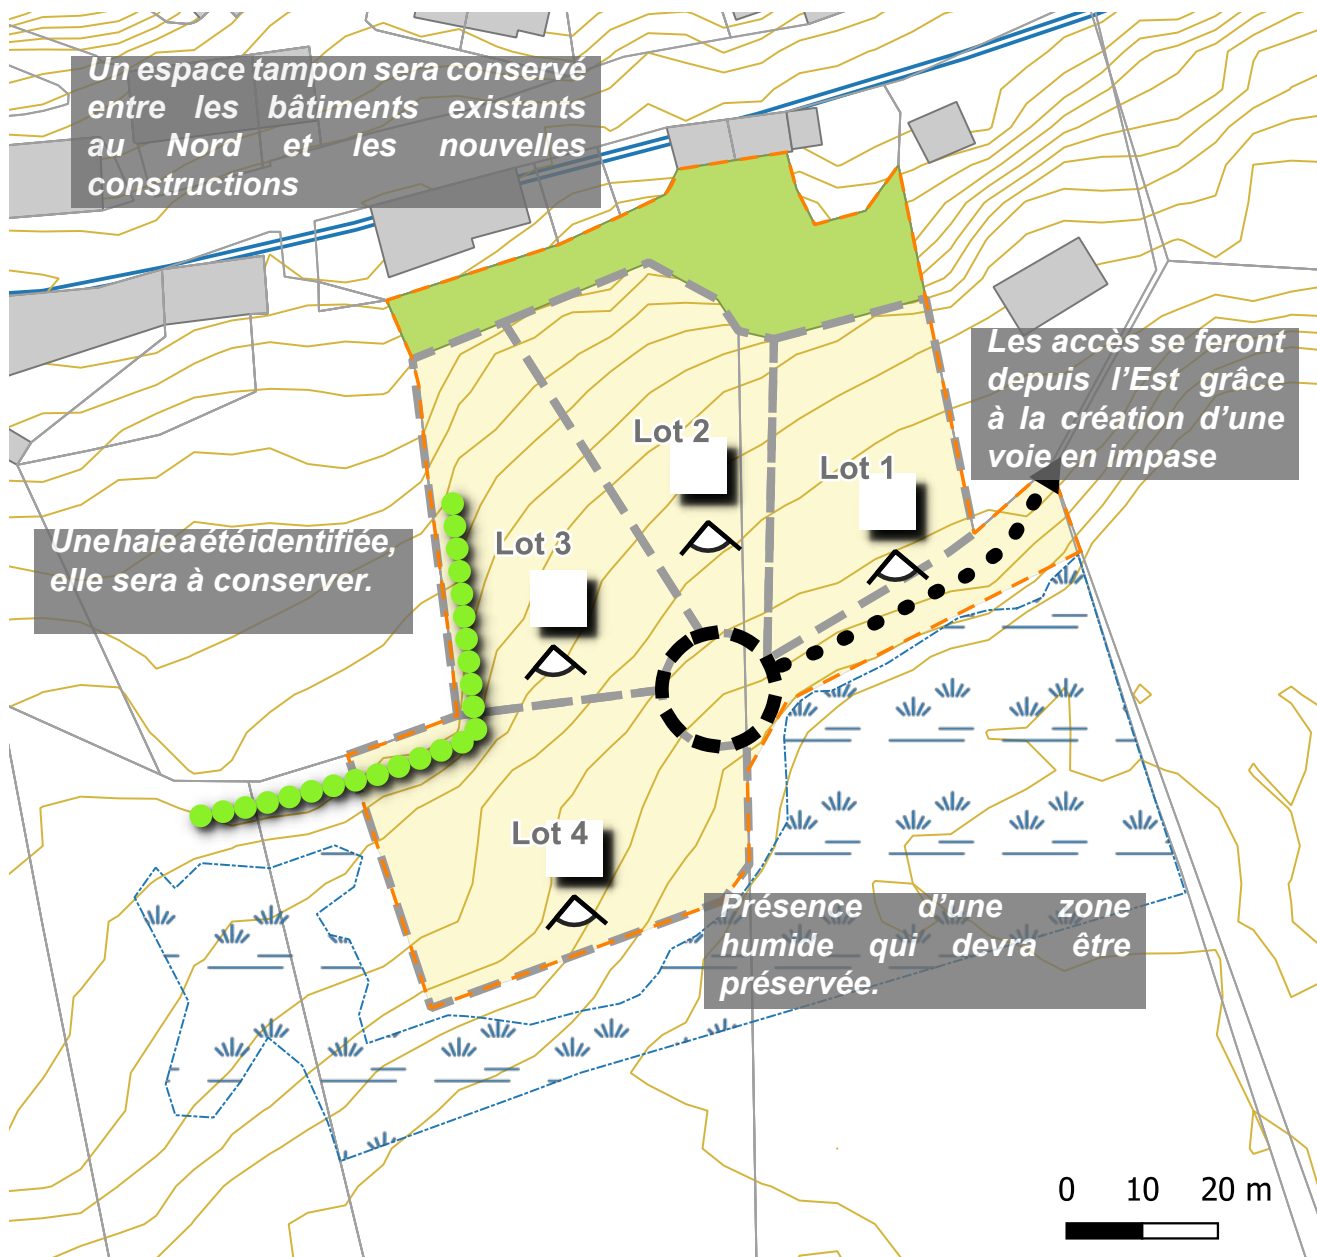 Un espace tampon sera conservé
entre les bâtiments existants
au Nord et les nouvelles
constructions
Les accès se feront
depuis l'Est grâce
à la création d'une
voie en impase
Lot 2
Lot 1
Une haie a été identifiée,
elle sera à conserver.
Lot 3
Lot 4
Présence d'une zone
humide qui devra être
préservée.
0 10 20 m